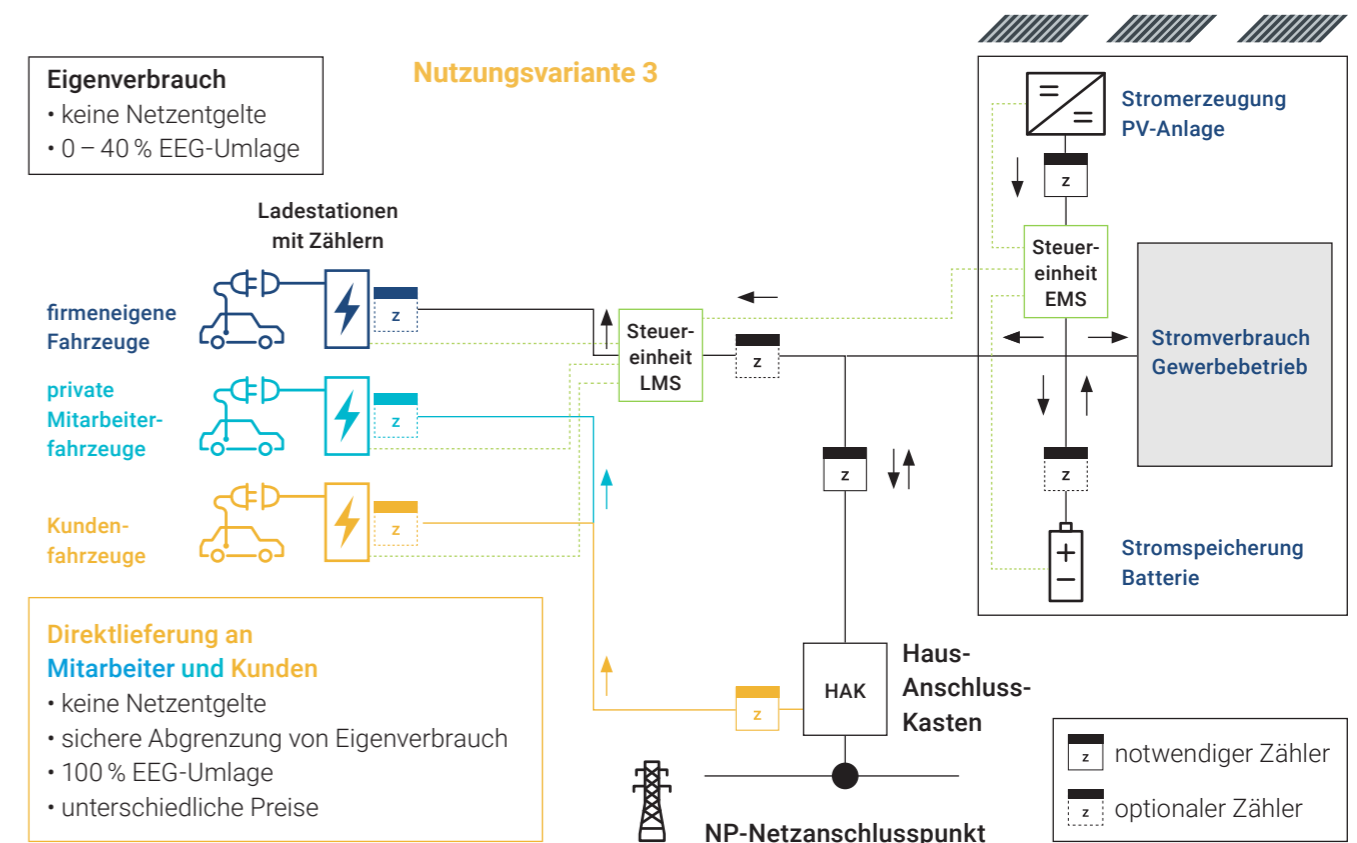 Nutzungsvariante 3
Eigenverbrauch
• keine Netzentgelte
• 0 – 40 % EEG-Umlage
Ladestationen
mit Zählern
firmeneigene
Fahrzeuge
z
private
Mitarbeiter-
fahrzeuge
z
Kunden-
fahrzeuge
z
Steuer-
einheit
LMS
z
Stromerzeugung
PV-Anlage
z
Steuer-
einheit
EMS
Stromverbrauch
Gewerbebetrieb
z
z
Stromspeicherung
Batterie
Direktlieferung an
Mitarbeiter und Kunden
• keine Netzentgelte
• sichere Abgrenzung von Eigenverbrauch
• 100 % EEG-Umlage
• unterschiedliche Preise
z
HAK
Haus-
Anschluss-
Kasten
NP-Netzanschlusspunkt
z notwendiger Zähler
z optionaler Zähler